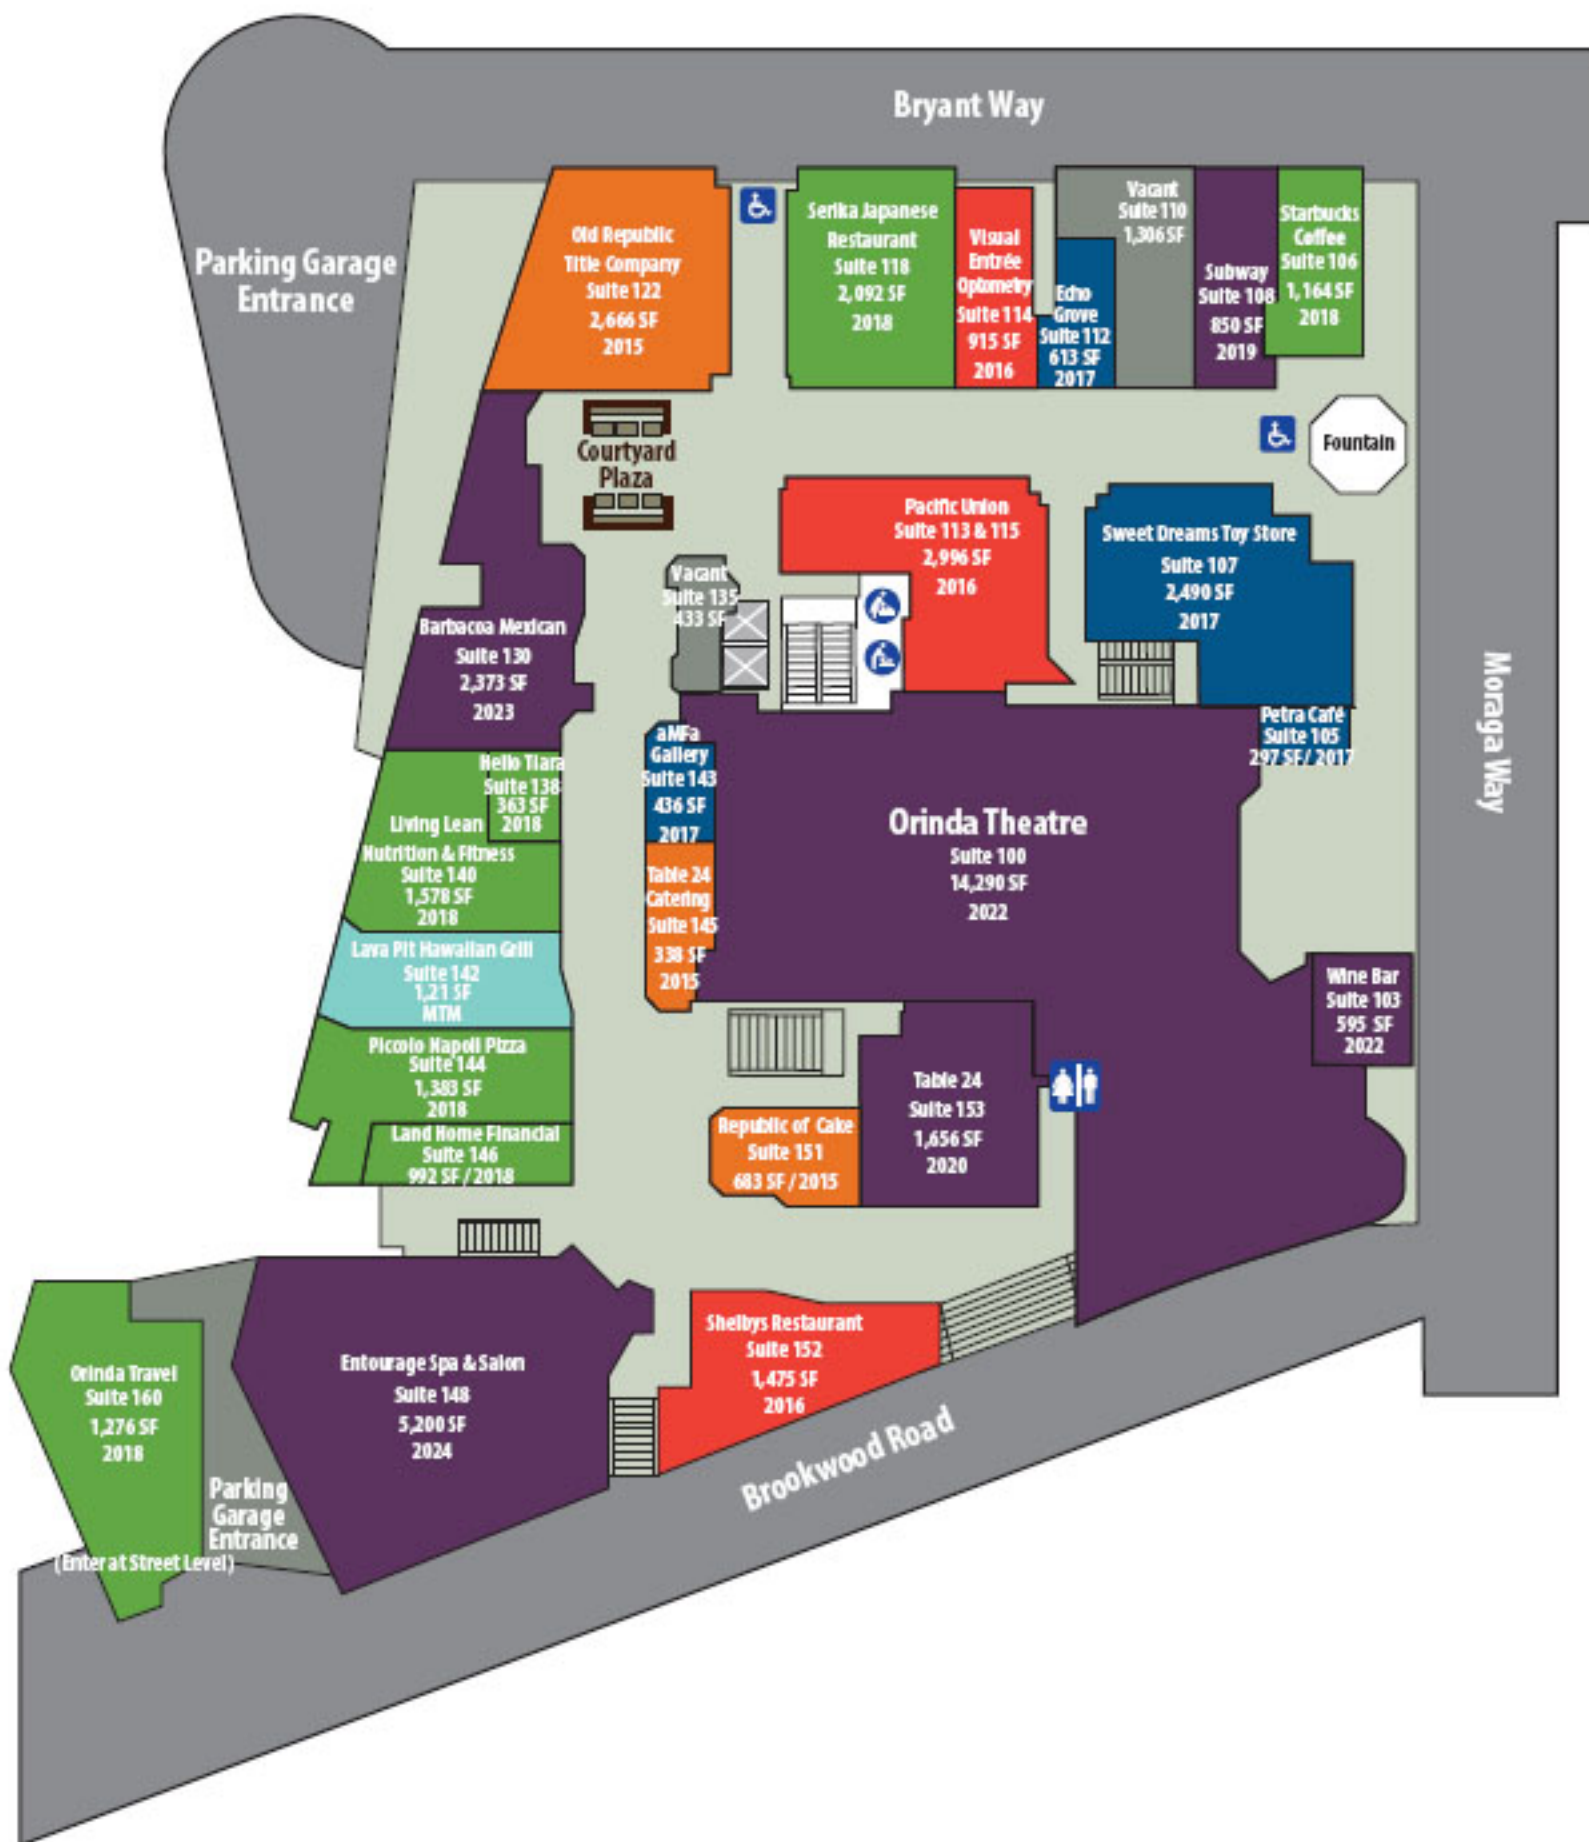 Bryant Way
Parking Garage
Entrance
Old Republic
Title Company
Suite 122
2,666 SF
2015
Serika Japanese
Restaurant
Suite 118
2,092 SF
2018
Visual
Entrée
Optometry
Suite 114
915 SF
2016
Echo
Grove
Suite 112
613 SF
2017
Vacant
Suite 110
1,306 SF
Subway
Suite 108
850 SF
2019
Starbucks
Coffee
Suite 106
1,164 SF
2018
Courtyard
Plaza
Fountain
Pacific Union
Suite 113 & 115
2,996 SF
2016
Sweet Dreams Toy Store
Suite 107
2,490 SF
2017
Vacant
Suite 135
433 SF
Barbacoa Mexican
Suite 130
2,373 SF
2023
Moraga Way
Petra Café
Suite 105
297 SF/ 2017
aMFa
Gallery
Suite 143
436 SF
2017
Hello Tiara
Suite 138
363 SF
2018
Living Lean
Nutrition & Fitness
Suite 140
1,578 SF
2018
Orinda Theatre
Suite 100
14,290 SF
2022
Table 24
Catering
Suite 145
338 SF
2015
Lava Pit Hawaiian Grill
Suite 142
1,21 SF
MTM
Wine Bar
Suite 103
595 SF
2022
Piccolo Napoli Pizza
Suite 144
1,383 SF
2018
Land Home Financial
Suite 146
992 SF / 2018
Table 24
Suite 153
1,656 SF
2020
Republic of Cake
Suite 151
683 SF / 2015
Shelbys Restaurant
Suite 152
1,475 SF
2016
Entourage Spa & Salon
Suite 148
5,200 SF
2024
Orinda Travel
Suite 160
1,276 SF
2018
Parking
Garage
Entrance
(Enter at Street Level)
Brookwood Road